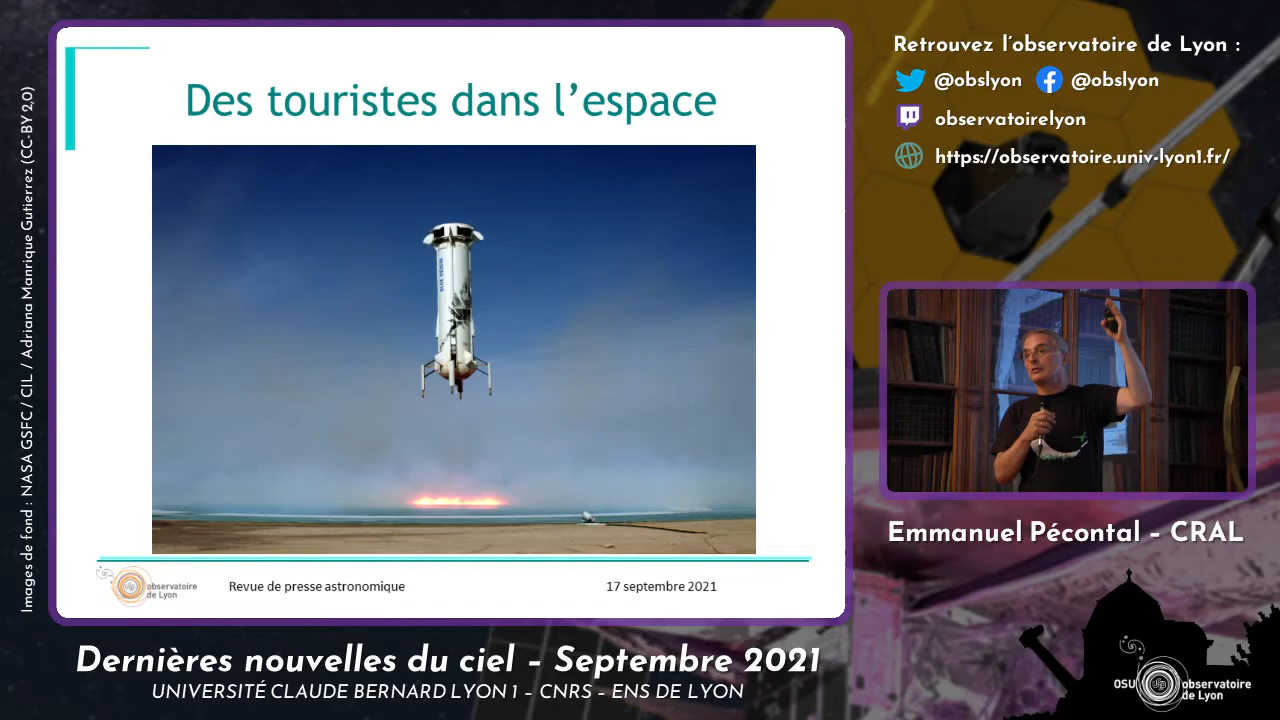 Images de fond : NASA GSFC / CIL / Adriana Manrique Gutierrez (CC-BY 2,0)
Des touristes dans l'espace
observatoire
de Lyon
Revue de presse astronomique
17 septembre 2021
Retrouvez l'observatoire de Lyon :
@obslyon @obslyon
observatoirelyon
https://observatoire.univ-lyon1.fr/
Emmanuel Pécontal – CRAL
Dernières nouvelles du ciel – Septembre 2021
UNIVERSITÉ CLAUDE BERNARD LYON 1 – CNRS – ENS DE LYON
OSU observatoire
de Lyon